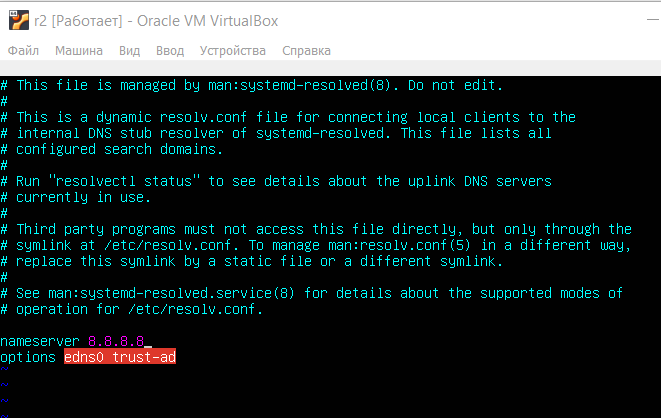 r2 [Работает] - Oracle VM VirtualBox
Файл Машина Вид Ввод Устройства Справка
# This file is managed by man:systemd-resolved(8). Do not edit.
#
# This is a dynamic resolv.conf file for connecting local clients to the
# internal DNS stub resolver of systemd-resolved. This file lists all
# configured search domains.
#
# Run "resolvectl status" to see details about the uplink DNS servers
# currently in use.
#
# Third party programs must not access this file directly, but only through the
# symlink at /etc/resolv.conf. To manage man:resolv.conf(5) in a different way,
# replace this symlink by a static file or a different symlink.
#
# See man:systemd-resolved.service(8) for details about the supported modes of
# operation for /etc/resolv.conf.
nameserver 8.8.8.8
options edns0 trust-ad
~
~
~